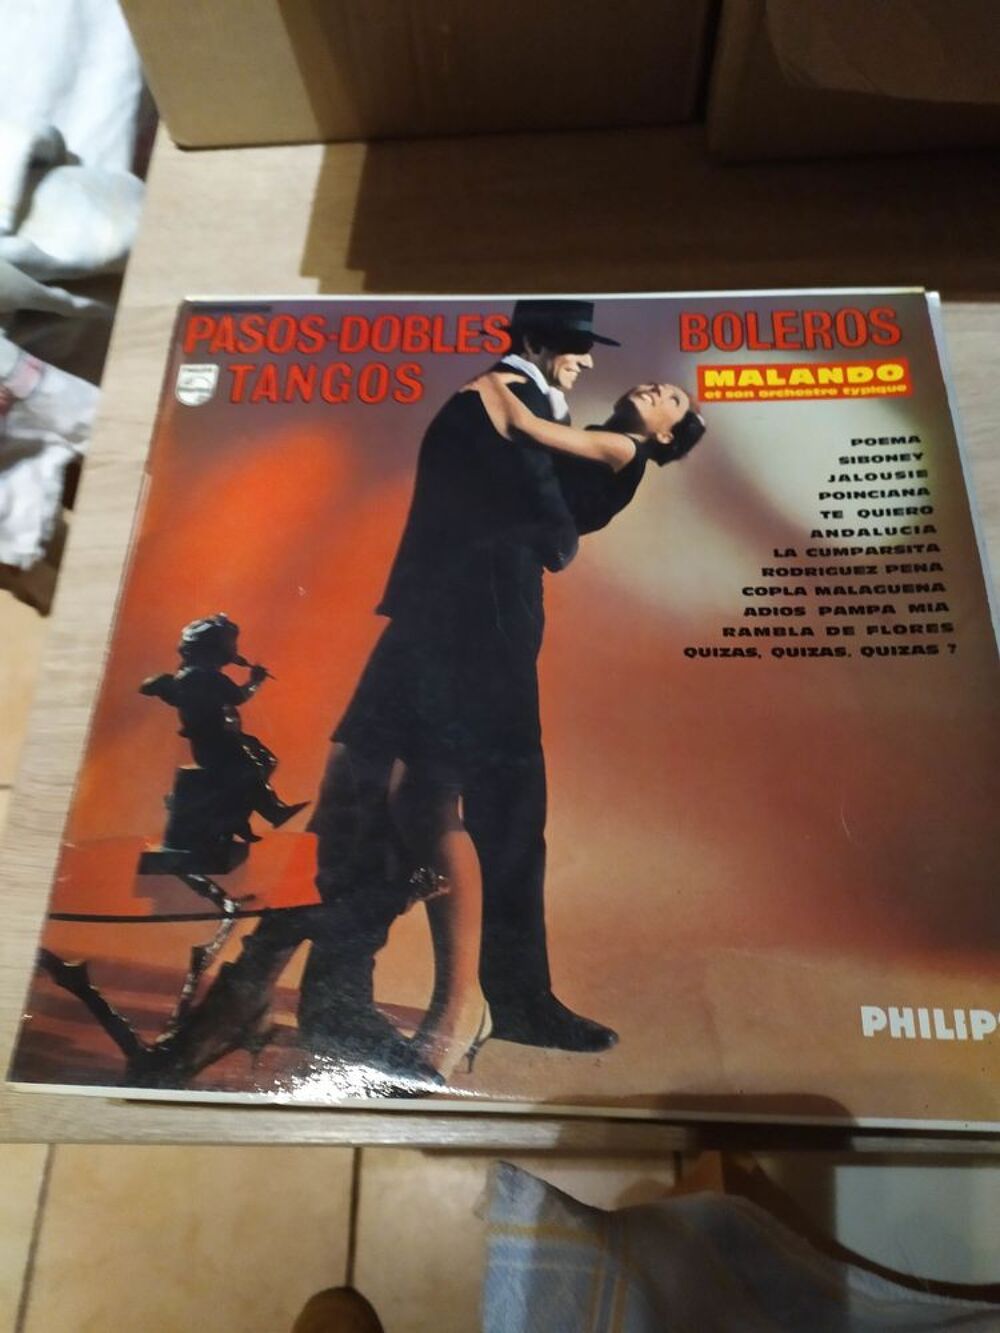 PASOS-DOBLES
TANGOS
BOLEROS
PHILIPS
MALANDO
et son orchestre typique
POEMA
SIBONEY
JALOUSIE
POINCIANA
TE QUIERO
ANDALUCIA
LA CUMPARSITA
RODRIGUEZ PENA
COPLA MALAGUENA
ADIOS PAMPA MIA
RAMBLA DE FLORES
QUIZAS, QUIZAS, QUIZAS ?
PHILIPS